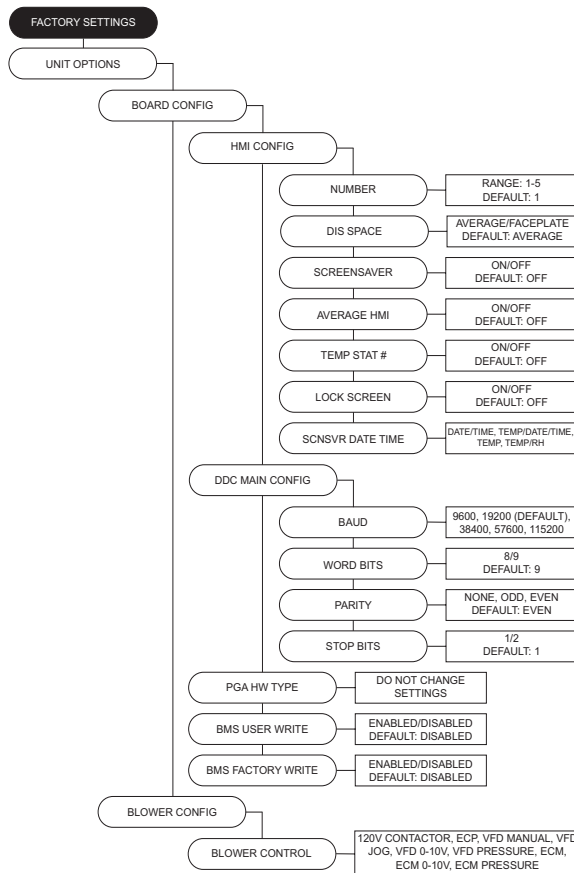 FACTORY SETTINGS
UNIT OPTIONS
BOARD CONFIG
HMI CONFIG
NUMBER
RANGE: 1-5
DEFAULT: 1
DIS SPACE
AVERAGE/FACEPLATE
DEFAULT: AVERAGE
SCREENSAVER
ON/OFF
DEFAULT: OFF
AVERAGE HMI
ON/OFF
DEFAULT: OFF
TEMP STAT #
ON/OFF
DEFAULT: OFF
LOCK SCREEN
ON/OFF
DEFAULT: OFF
SCNSVR DATE TIME
DATE/TIME, TEMP/DATE/TIME,
TEMP, TEMP/RH
DDC MAIN CONFIG
BAUD
9600, 19200 (DEFAULT),
38400, 57600, 115200
WORD BITS
8/9
DEFAULT: 9
PARITY
NONE, ODD, EVEN
DEFAULT: EVEN
STOP BITS
1/2
DEFAULT: 1
PGA HW TYPE
DO NOT CHANGE
SETTINGS
BMS USER WRITE
ENABLED/DISABLED
DEFAULT: DISABLED
BMS FACTORY WRITE
ENABLED/DISABLED
DEFAULT: DISABLED
BLOWER CONFIG
BLOWER CONTROL
120V CONTACTOR, ECP, VFD MANUAL, VFD
JOG, VFD 0-10V, VFD PRESSURE, ECM,
ECM 0-10V, ECM PRESSURE